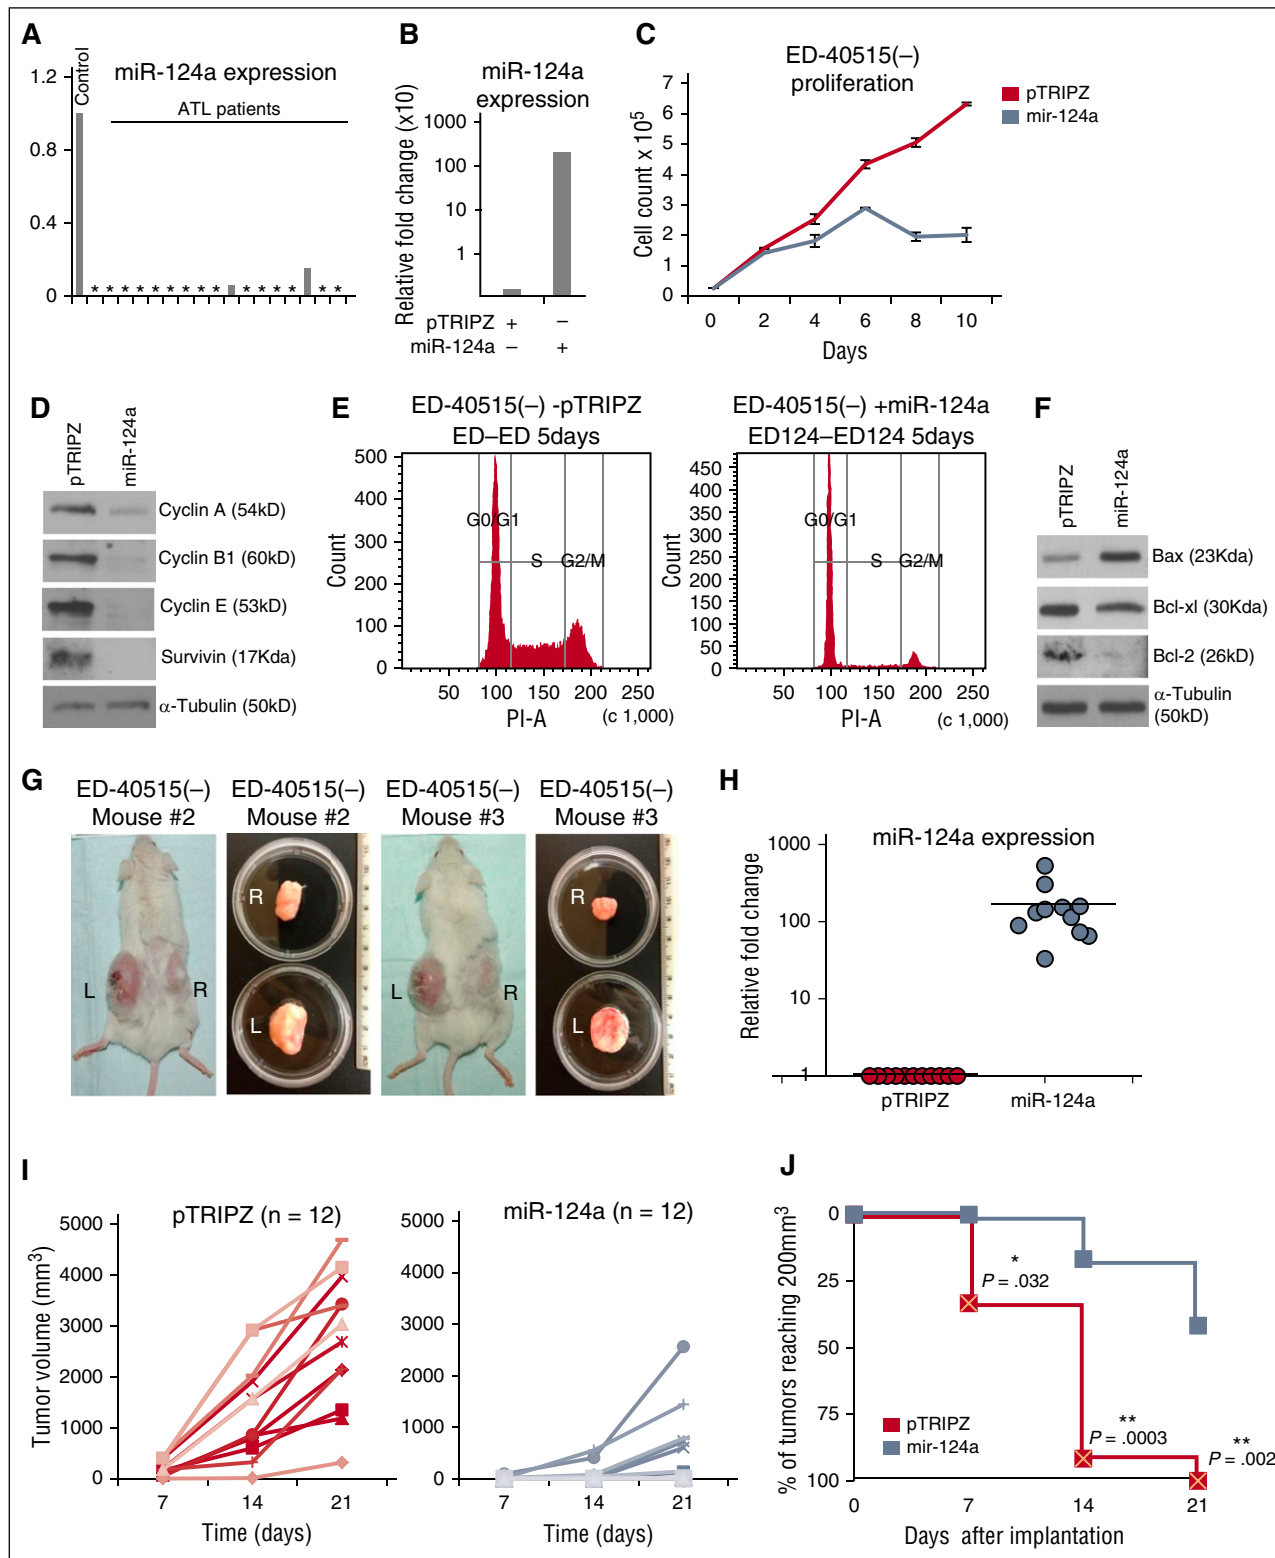 A
miR-124a expression
Control
ATL patients
1.2
0.8
0.4
0
* * * * * * * * * * * * * * *
B
miR-124a
expression
Relative fold change (x10)
1000
100
10
1
pTRIPZ + –
miR-124a – +
C
ED-40515(–)
proliferation
Cell count x 10⁵
7
6
5
4
3
2
1
0
0 2 4 6 8 10
Days
pTRIPZ
mir-124a
D
pTRIPZ
miR-124a
Cyclin A (54kD)
Cyclin B1 (60kD)
Cyclin E (53kD)
Survivin (17Kda)
α-Tubulin (50kD)
E
ED-40515(–) -pTRIPZ
ED–ED 5days
Count
500
400
300
200
100
0
G0/G1
S
G2/M
50 100 150 200 250
PI-A
(c 1,000)
ED-40515(–) +miR-124a
ED124–ED124 5days
Count
450
400
350
300
250
200
150
100
50
0
G0/G1
S
G2/M
50 100 150 200 250
PI-A
(c 1,000)
F
pTRIPZ
miR-124a
Bax (23Kda)
Bcl-xl (30Kda)
Bcl-2 (26kD)
α-Tubulin
(50kD)
G
ED-40515(–)
Mouse #2
L
R
ED-40515(–)
Mouse #2
R
L
ED-40515(–)
Mouse #3
L
R
ED-40515(–)
Mouse #3
R
L
H
miR-124a expression
Relative fold change
1000
100
10
1
pTRIPZ
miR-124a
I
pTRIPZ (n = 12)
Tumor volume (mm³)
5000
4000
3000
2000
1000
0
7 14 21
Time (days)
miR-124a (n = 12)
5000
4000
3000
2000
1000
0
7 14 21
Time (days)
J
% of tumors reaching 200mm³
0
25
50
75
100
*
P = .032
**
P = .0003
**
P = .002
pTRIPZ
mir-124a
0 7 14 21
Days after implantation